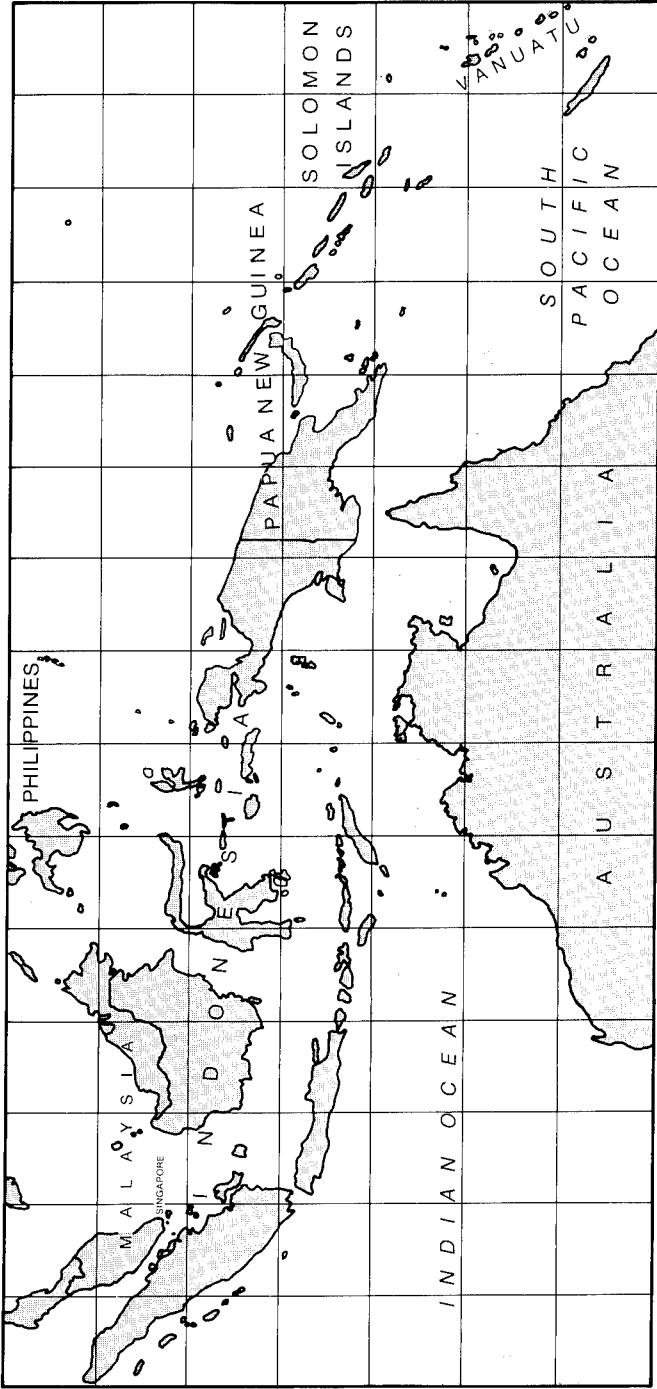 PHILIPPINES
MALAYSIA
SINGAPORE
INDONESIA
PAPUA NEW GUINEA
SOLOMON
ISLANDS
VANUATU
SOUTH
PACIFIC
OCEAN
INDIAN OCEAN
AUSTRALIA